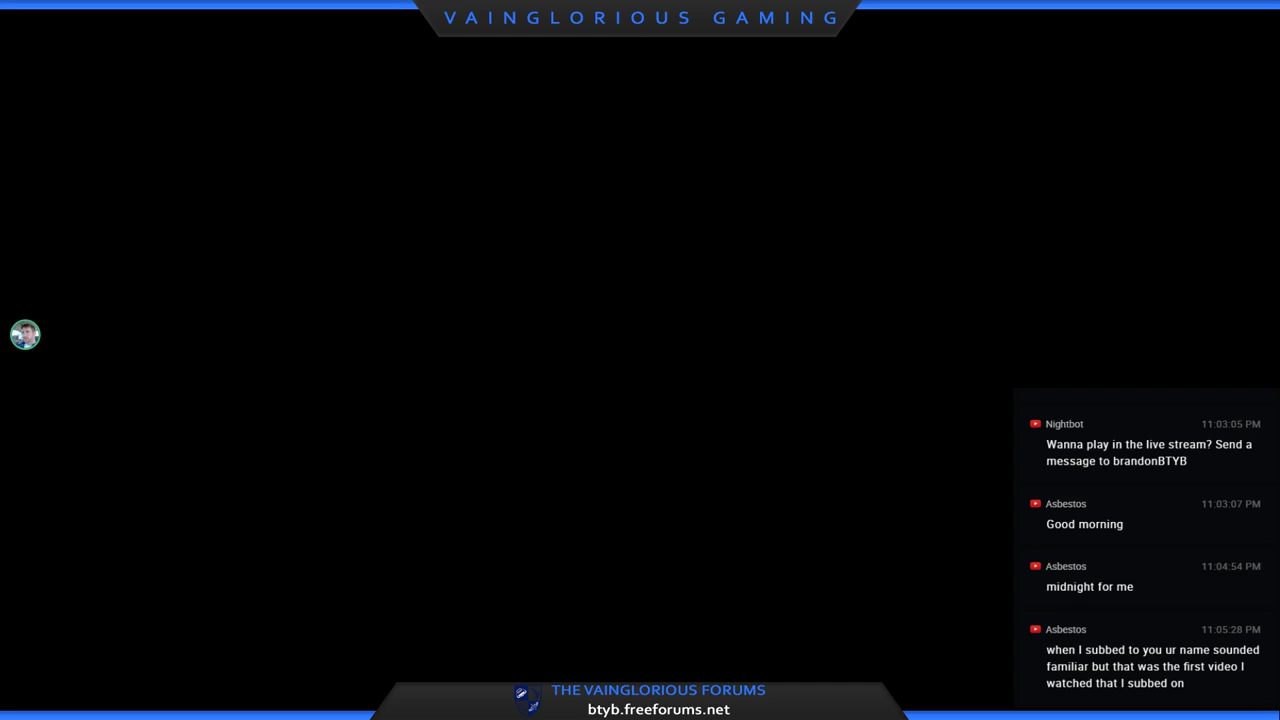 VAINGLORIOUS GAMING
Nightbot 11:03:05 PM
Wanna play in the live stream? Send a
message to brandonBTYB
Asbestos 11:03:07 PM
Good morning
Asbestos 11:04:54 PM
midnight for me
Asbestos 11:05:28 PM
when I subbed to you ur name sounded
familiar but that was the first video I
watched that I subbed on
THE VAINGLORIOUS FORUMS
btyb.freeforums.net